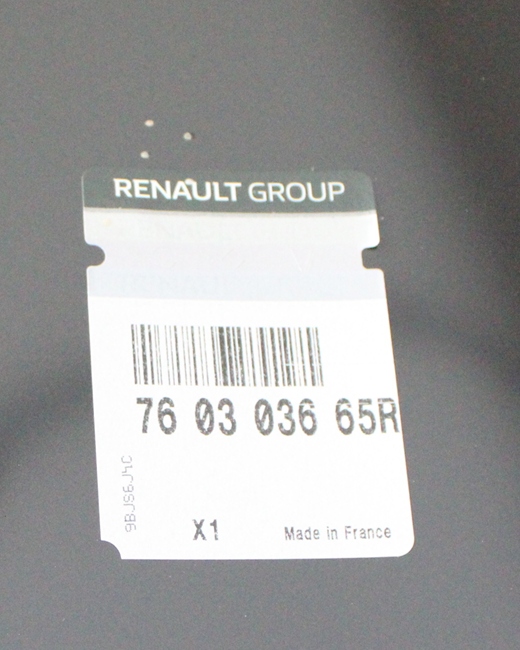 RENAULT GROUP
76 03 036 65R
9BJS6J4C
X1
Made in France